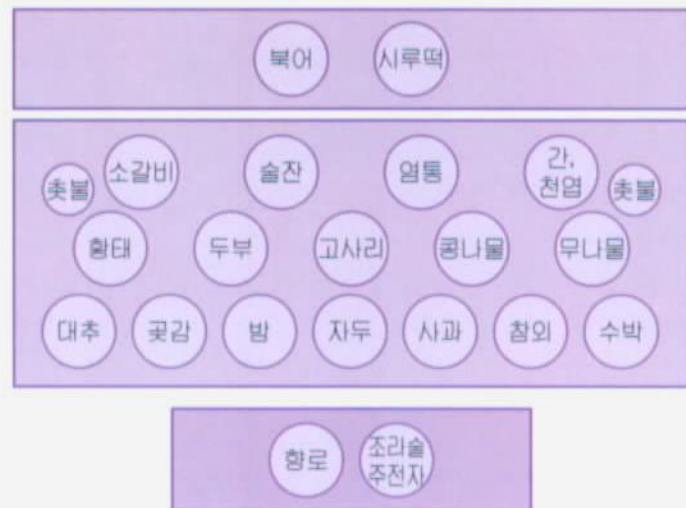 북어 시루떡
소갈비 술잔 염통 간,
천엽
촛불 촛불
황태 두부 고사리 콩나물 무나물
대추 곶감 밤 자두 사과 참외 수박
향로 조라술
주전자